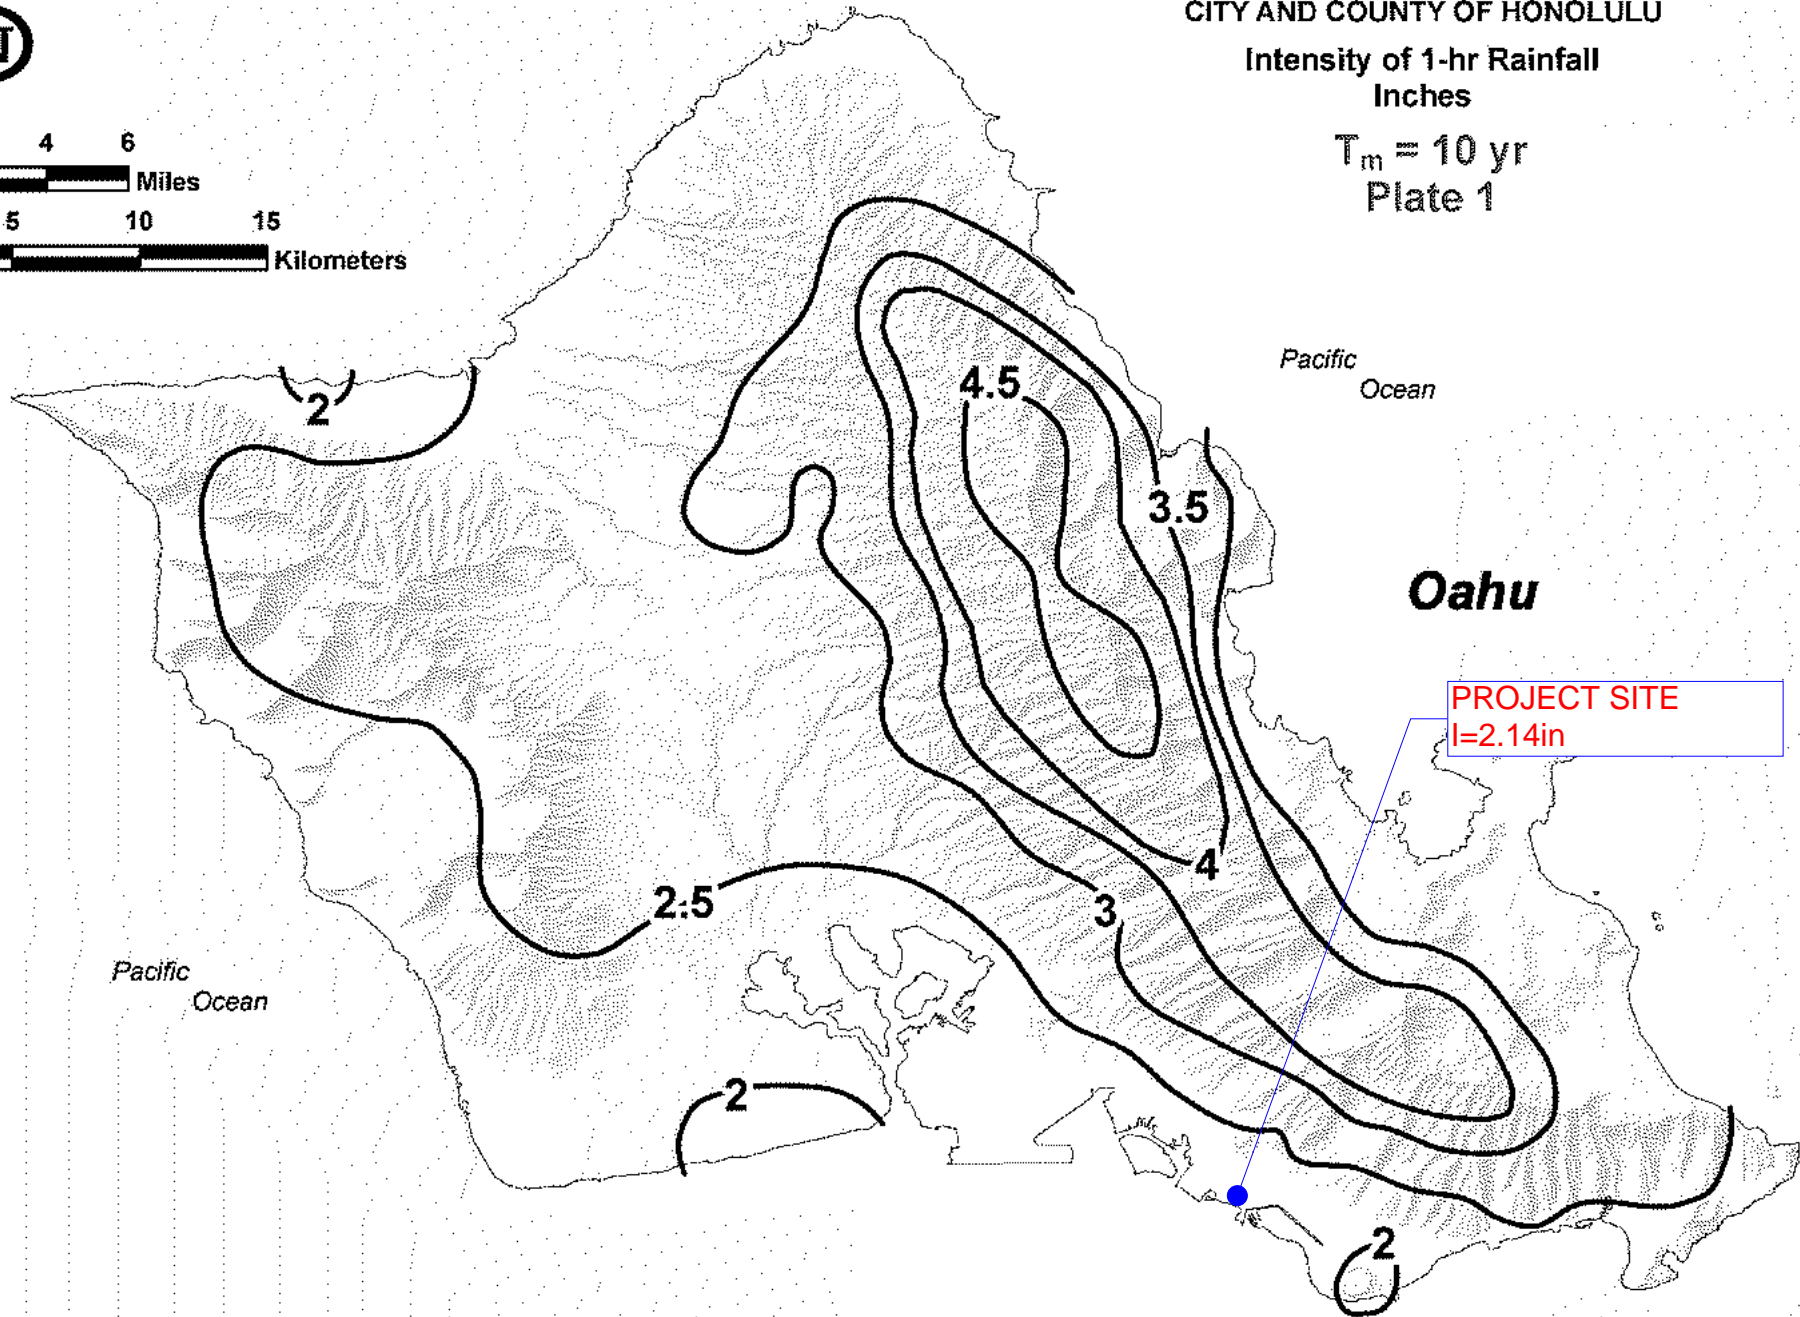 CITY AND COUNTY OF HONOLULU
Intensity of 1-hr Rainfall
Inches
Tm = 10 yr
Plate 1
4 6
Miles
5 10 15
Kilometers
Pacific
Ocean
2
4.5
3.5
Oahu
PROJECT SITE
I=2.14in
4
2.5
3
Pacific
Ocean
2
2